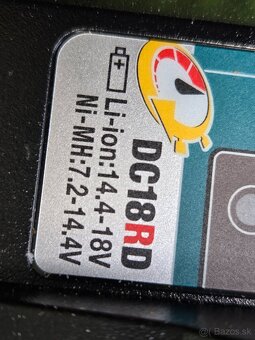 DC18RD
Li-ion:14.4-18V
Ni-MH:7.2-14.4V
Bazos.sk